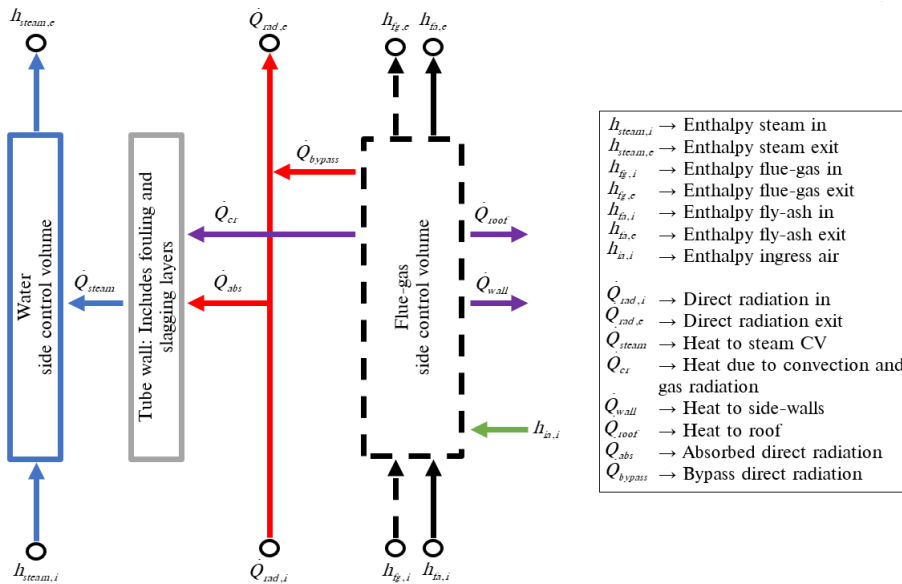 h_steam,e
Q̇_rad,e
h_fg,e
h_fa,e
Q̇_bypass
Q̇_cr
Q̇_roof
Q̇_steam
Q̇_abs
Q̇_wall
Water
side control volume
Tube wall: Includes fouling and
slagging layers
Flue-gas
side control volume
h_ia,i
h_steam,i
Q̇_rad,i
h_fg,i
h_fa,i
h_steam,i → Enthalpy steam in
h_steam,e → Enthalpy steam exit
h_fg,i → Enthalpy flue-gas in
h_fg,e → Enthalpy flue-gas exit
h_fa,i → Enthalpy fly-ash in
h_fa,e → Enthalpy fly-ash exit
h_ia,i → Enthalpy ingress air
Q̇_rad,i → Direct radiation in
Q̇_rad,e → Direct radiation exit
Q̇_steam → Heat to steam CV
Q̇_cr → Heat due to convection and
gas radiation
Q̇_wall → Heat to side-walls
Q̇_roof → Heat to roof
Q̇_abs → Absorbed direct radiation
Q̇_bypass → Bypass direct radiation